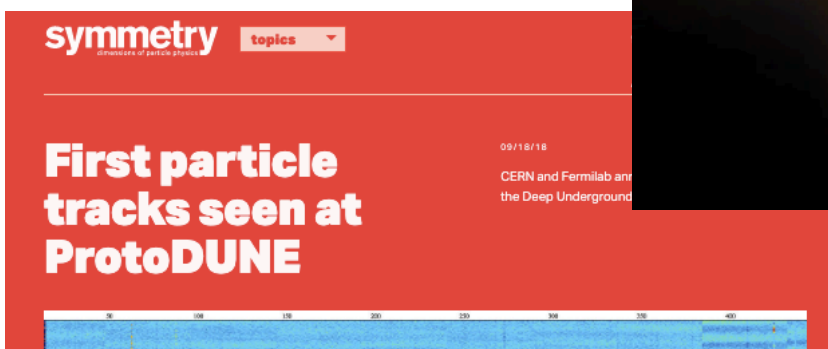 symmetry
dimensions of particle physics
topics
First particle
tracks seen at
ProtoDUNE
09/18/18
CERN and Fermilab
the Deep Underground
50 100 150 200 250 300 350 400